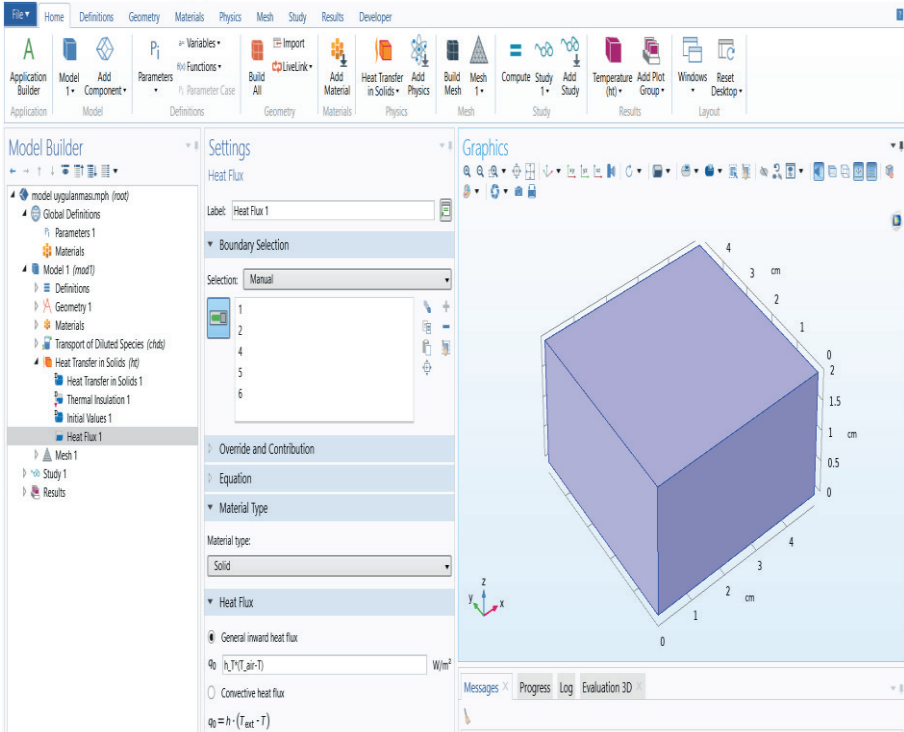 File▾ Home Definitions Geometry Materials Physics Mesh Study Results Developer
A Pi = Variables▾ Import
f(x) Functions▾ LiveLink▾
Pi Parameter Case
Application Builder
Model 1▾
Add Component▾
Parameters ▾
Build All
Add Material
Heat Transfer in Solids▾
Add Physics
Build Mesh
Mesh 1▾
Compute
Study 1▾
Add Study
Temperature (ht)▾
Add Plot Group▾
Windows ▾
Reset Desktop▾
Application Model Definitions Geometry Materials Physics Mesh Study Results Layout
Model Builder
model uygulanması.mph (root)
Global Definitions
Pi Parameters 1
Materials
Model 1 (mod1)
Definitions
Geometry 1
Materials
Transport of Diluted Species (chds)
Heat Transfer in Solids (ht)
Heat Transfer in Solids 1
Thermal Insulation 1
Initial Values 1
Heat Flux 1
Mesh 1
Study 1
Results
Settings
Heat Flux
Label: Heat Flux 1
Boundary Selection
Selection: Manual
1
2
4
5
6
Override and Contribution
Equation
Material Type
Material type:
Solid
Heat Flux
General inward heat flux
q0 h_T*(T_air-T) W/m²
Convective heat flux
q0 = h·(Text − T)
Graphics
4
3 cm
2
1
0
2
1.5
1 cm
0.5
0
4
3
2 cm
1
0
z
y x
Messages × Progress Log Evaluation 3D ×